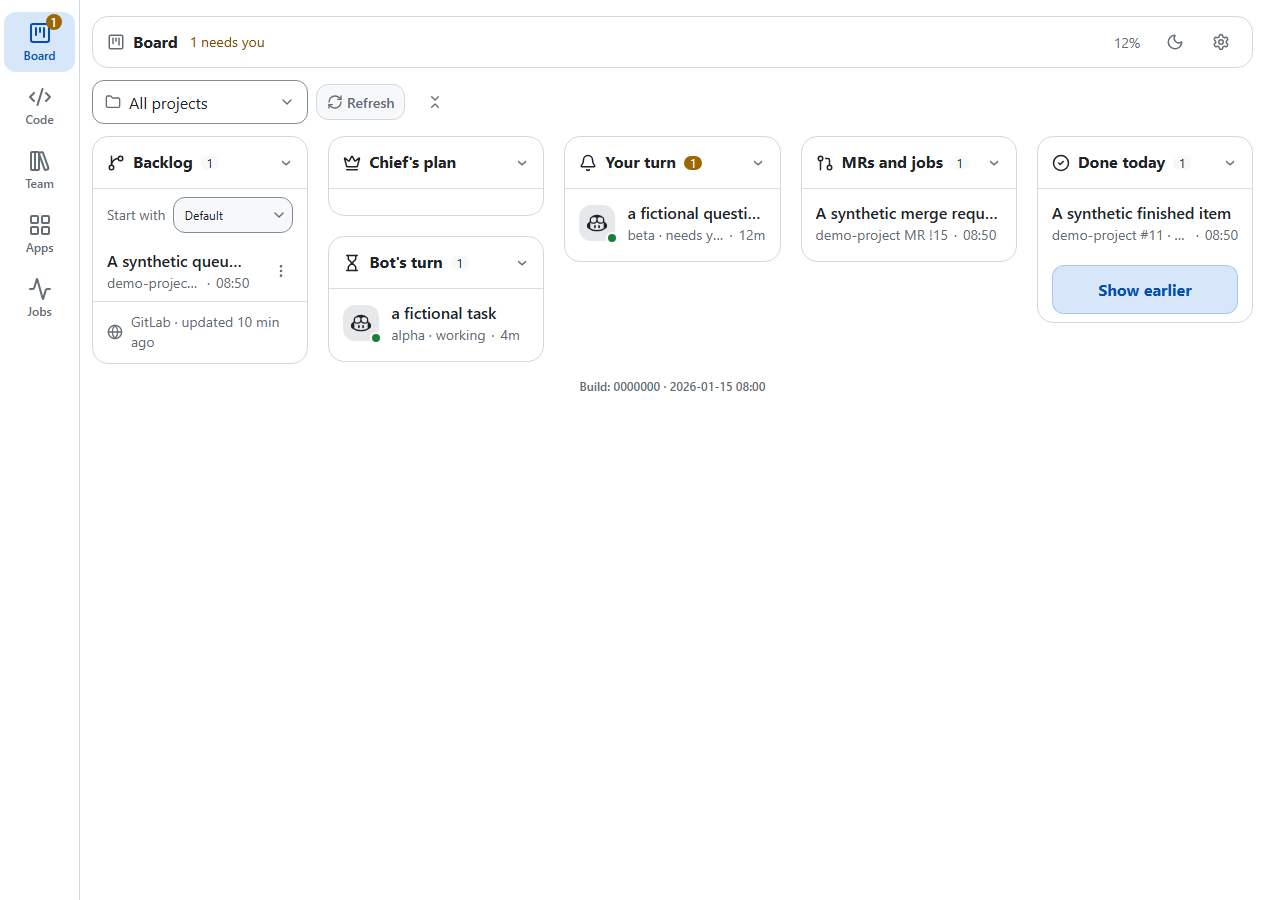 1
Board
Code
Team
Apps
Jobs
Board 1 needs you 12%
All projects Refresh
Backlog 1
Start with Default
A synthetic queu...
demo-projec... · 08:50
GitLab · updated 10 min
ago
Chief's plan
Bot's turn 1
a fictional task
alpha · working · 4m
Your turn 1
a fictional questi...
beta · needs y... · 12m
MRs and jobs 1
A synthetic merge requ...
demo-project MR !15 · 08:50
Done today 1
A synthetic finished item
demo-project #11 · ... · 08:50
Show earlier
Build: 0000000 · 2026-01-15 08:00